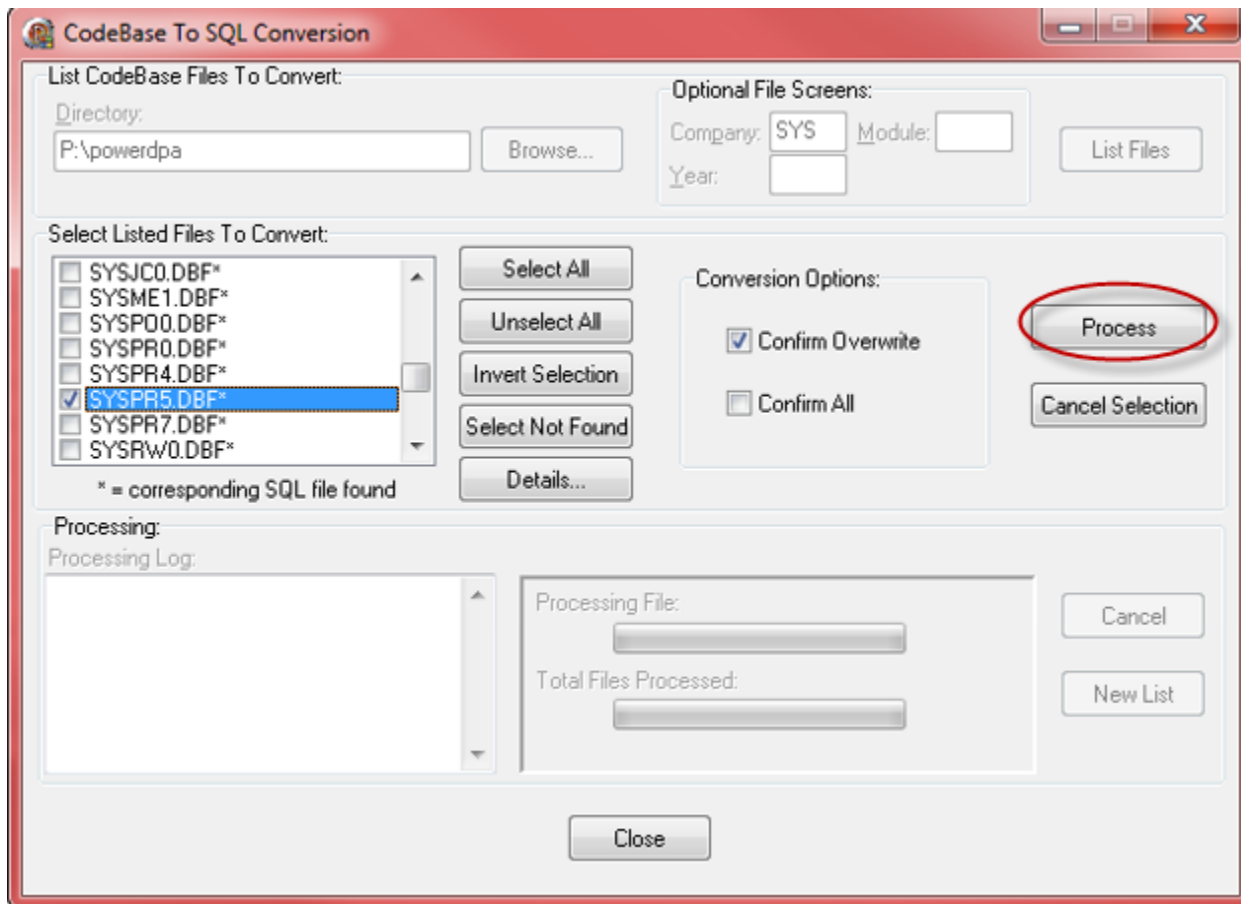 CodeBase To SQL Conversion
List CodeBase Files To Convert:
Directory:
P:\powerdpa
Browse...
Optional File Screens:
Company: SYS Module:
Year:
List Files
Select Listed Files To Convert:
SYSJC0.DBF*
SYSME1.DBF*
SYSPO0.DBF*
SYSPR0.DBF*
SYSPR4.DBF*
SYSPR5.DBF*
SYSPR7.DBF*
SYSRW0.DBF*
* = corresponding SQL file found
Select All
Unselect All
Invert Selection
Select Not Found
Details...
Conversion Options:
Confirm Overwrite
Confirm All
Process
Cancel Selection
Processing:
Processing Log:
Processing File:
Total Files Processed:
Cancel
New List
Close